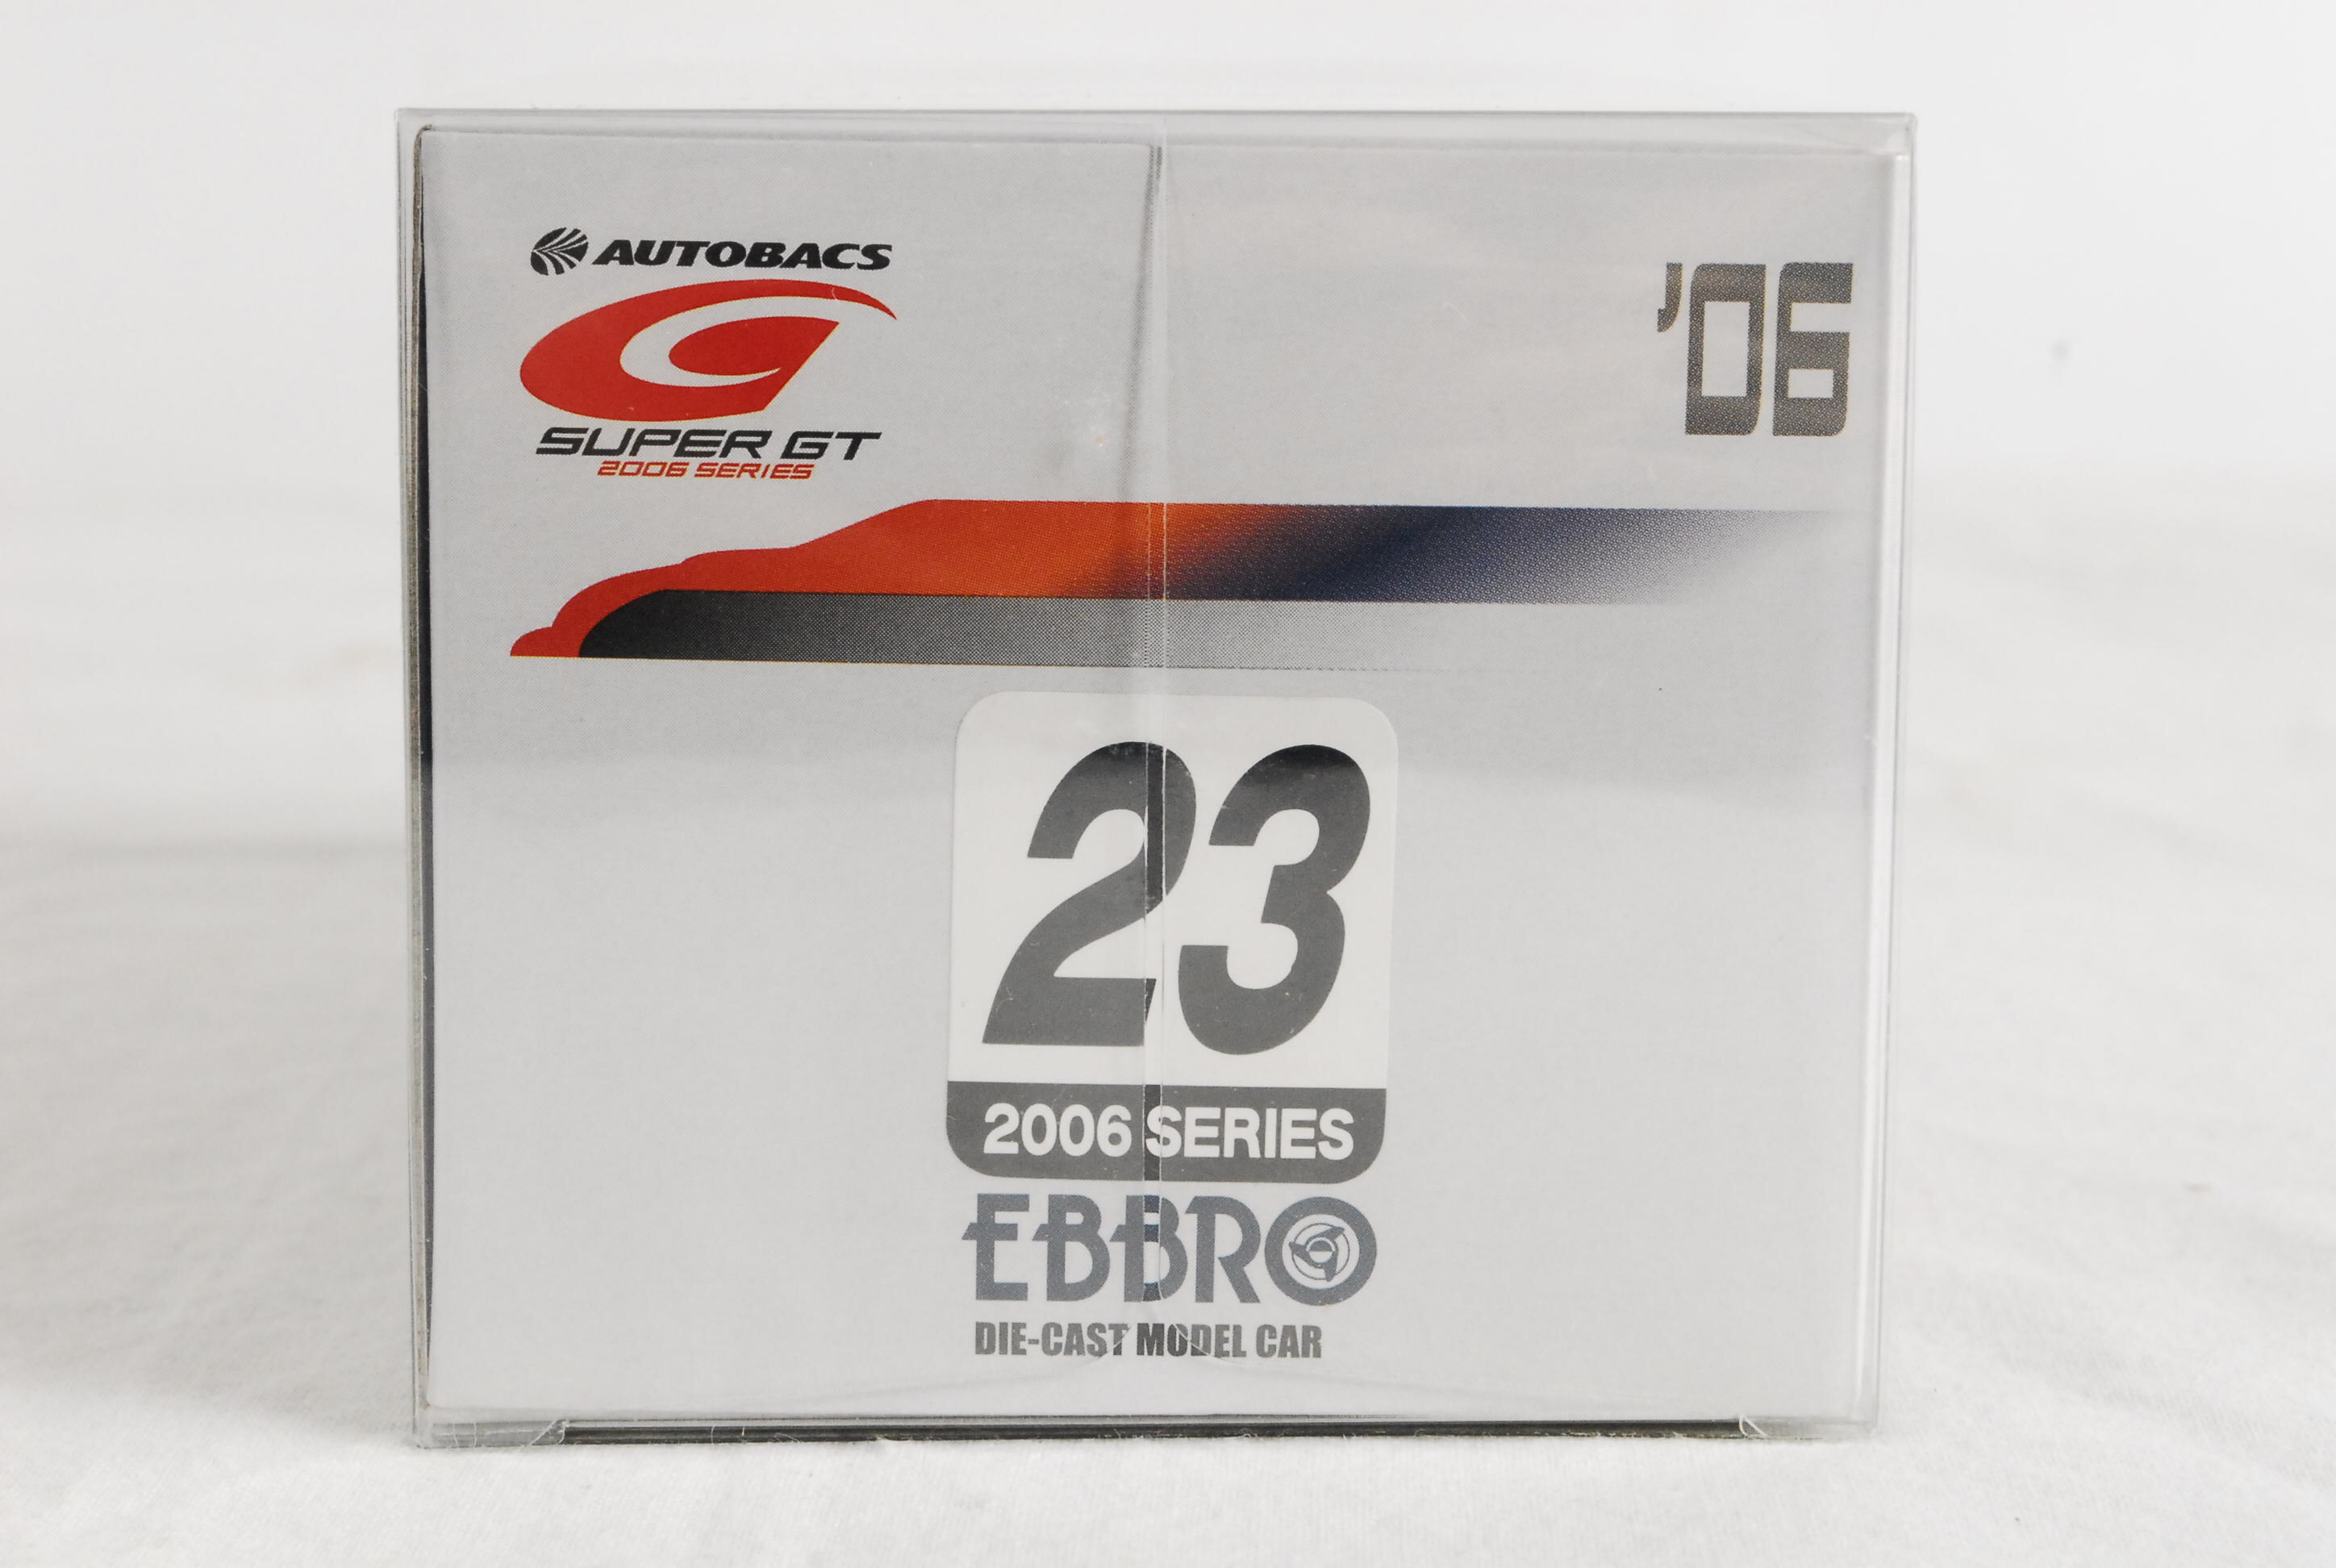 AUTOBACS
SUPER GT
2006 SERIES
'06
23
2006 SERIES
EBBRO
DIE-CAST MODEL CAR